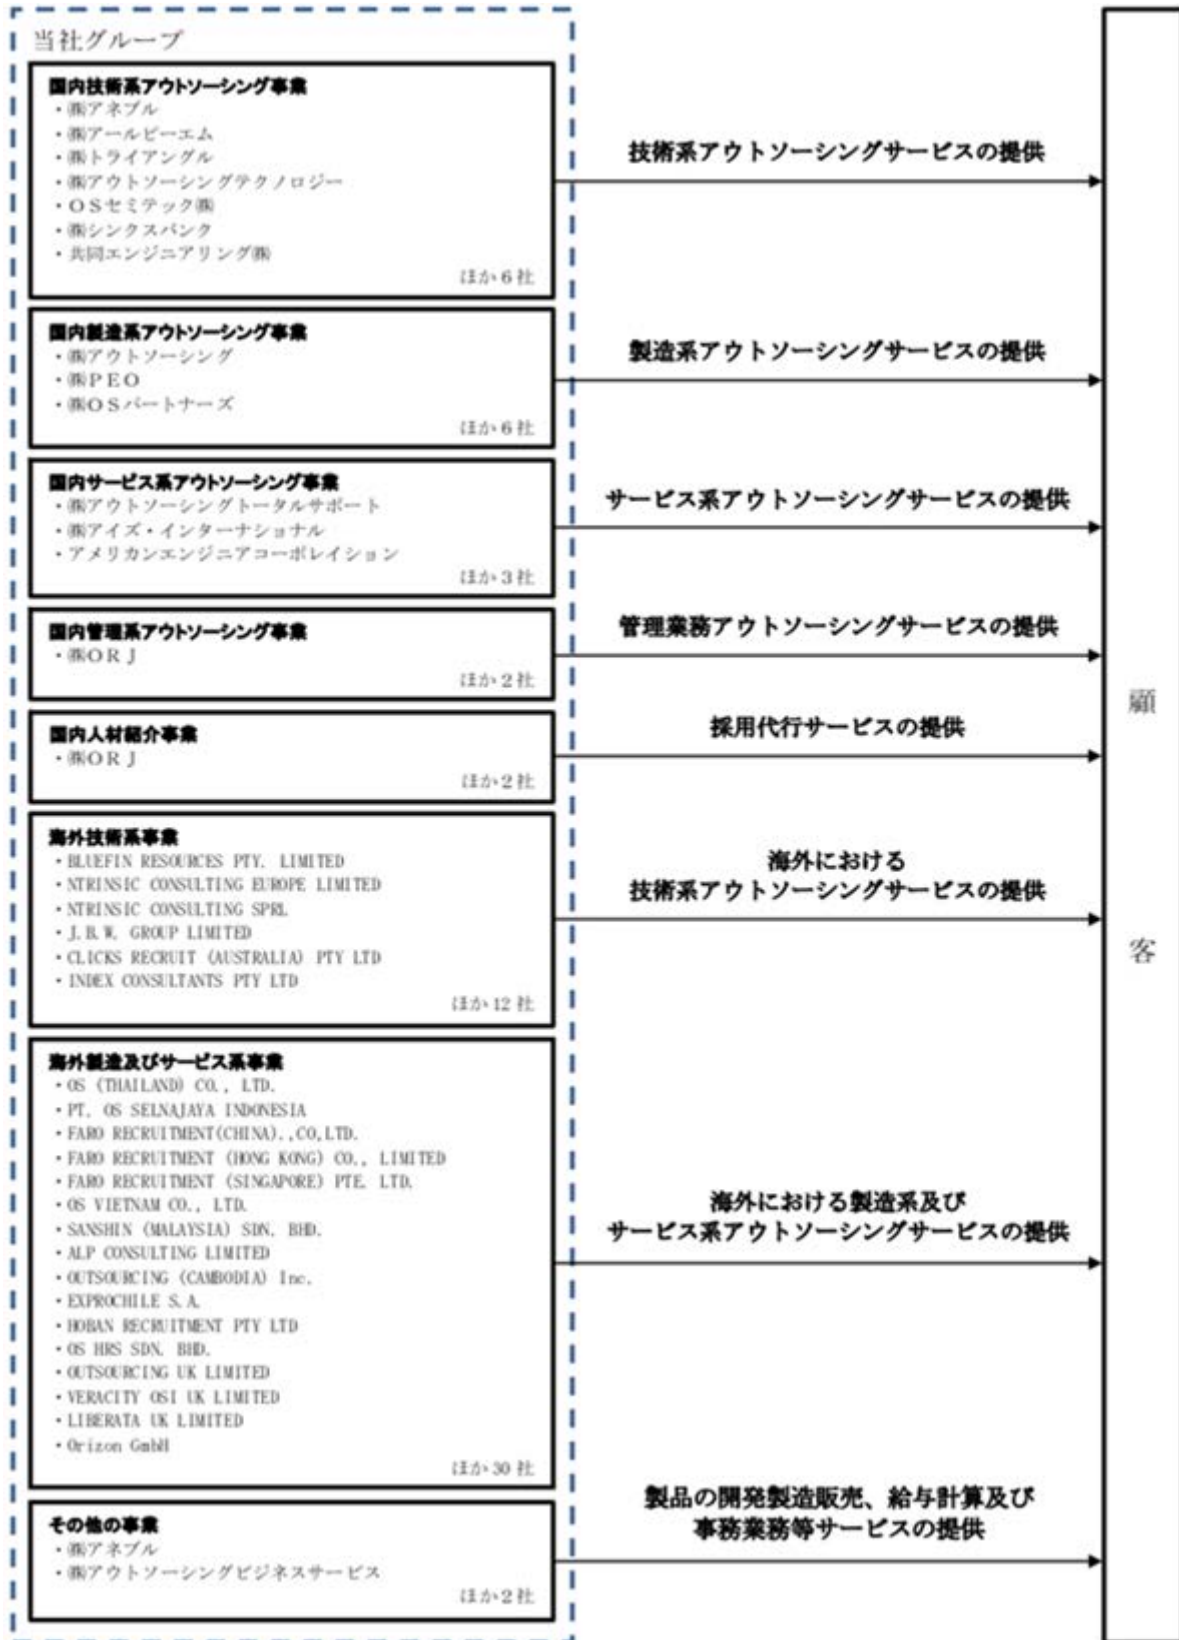 当社グループ
国内技術系アウトソーシング事業
・㈱アネブル
・㈱アールピーエム
・㈱トライアングル
・㈱アウトソーシングテクノロジー
・ＯＳセミテック㈱
・㈱シンクスバンク
・共同エンジニアリング㈱
ほか６社
技術系アウトソーシングサービスの提供
国内製造系アウトソーシング事業
・㈱アウトソーシング
・㈱ＰＥＯ
・㈱ＯＳパートナーズ
ほか６社
製造系アウトソーシングサービスの提供
国内サービス系アウトソーシング事業
・㈱アウトソーシングトータルサポート
・㈱アイズ・インターナショナル
・アメリカンエンジニアコーポレイション
ほか３社
サービス系アウトソーシングサービスの提供
国内管理系アウトソーシング事業
・㈱ＯＲＪ
ほか２社
管理業務アウトソーシングサービスの提供
国内人材紹介事業
・㈱ＯＲＪ
ほか２社
採用代行サービスの提供
海外技術系事業
・BLUEFIN RESOURCES PTY. LIMITED
・NTRINSIC CONSULTING EUROPE LIMITED
・NTRINSIC CONSULTING SPRL
・J.B.W. GROUP LIMITED
・CLICKS RECRUIT (AUSTRALIA) PTY LTD
・INDEX CONSULTANTS PTY LTD
ほか12社
海外における
技術系アウトソーシングサービスの提供
海外製造及びサービス系事業
・OS (THAILAND) CO., LTD.
・PT. OS SELNAJAYA INDONESIA
・FARO RECRUITMENT(CHINA).,CO,LTD.
・FARO RECRUITMENT (HONG KONG) CO., LIMITED
・FARO RECRUITMENT (SINGAPORE) PTE. LTD.
・OS VIETNAM CO., LTD.
・SANSHIN (MALAYSIA) SDN. BHD.
・ALP CONSULTING LIMITED
・OUTSOURCING (CAMBODIA) Inc.
・EXPROCHILE S.A.
・HOBAN RECRUITMENT PTY LTD
・OS HRS SDN. BHD.
・OUTSOURCING UK LIMITED
・VERACITY OSI UK LIMITED
・LIBERATA UK LIMITED
・Orizon GmbH
ほか30社
海外における製造系及び
サービス系アウトソーシングサービスの提供
その他の事業
・㈱アネブル
・㈱アウトソーシングビジネスサービス
ほか２社
製品の開発製造販売、給与計算及び
事務業務等サービスの提供
顧
客